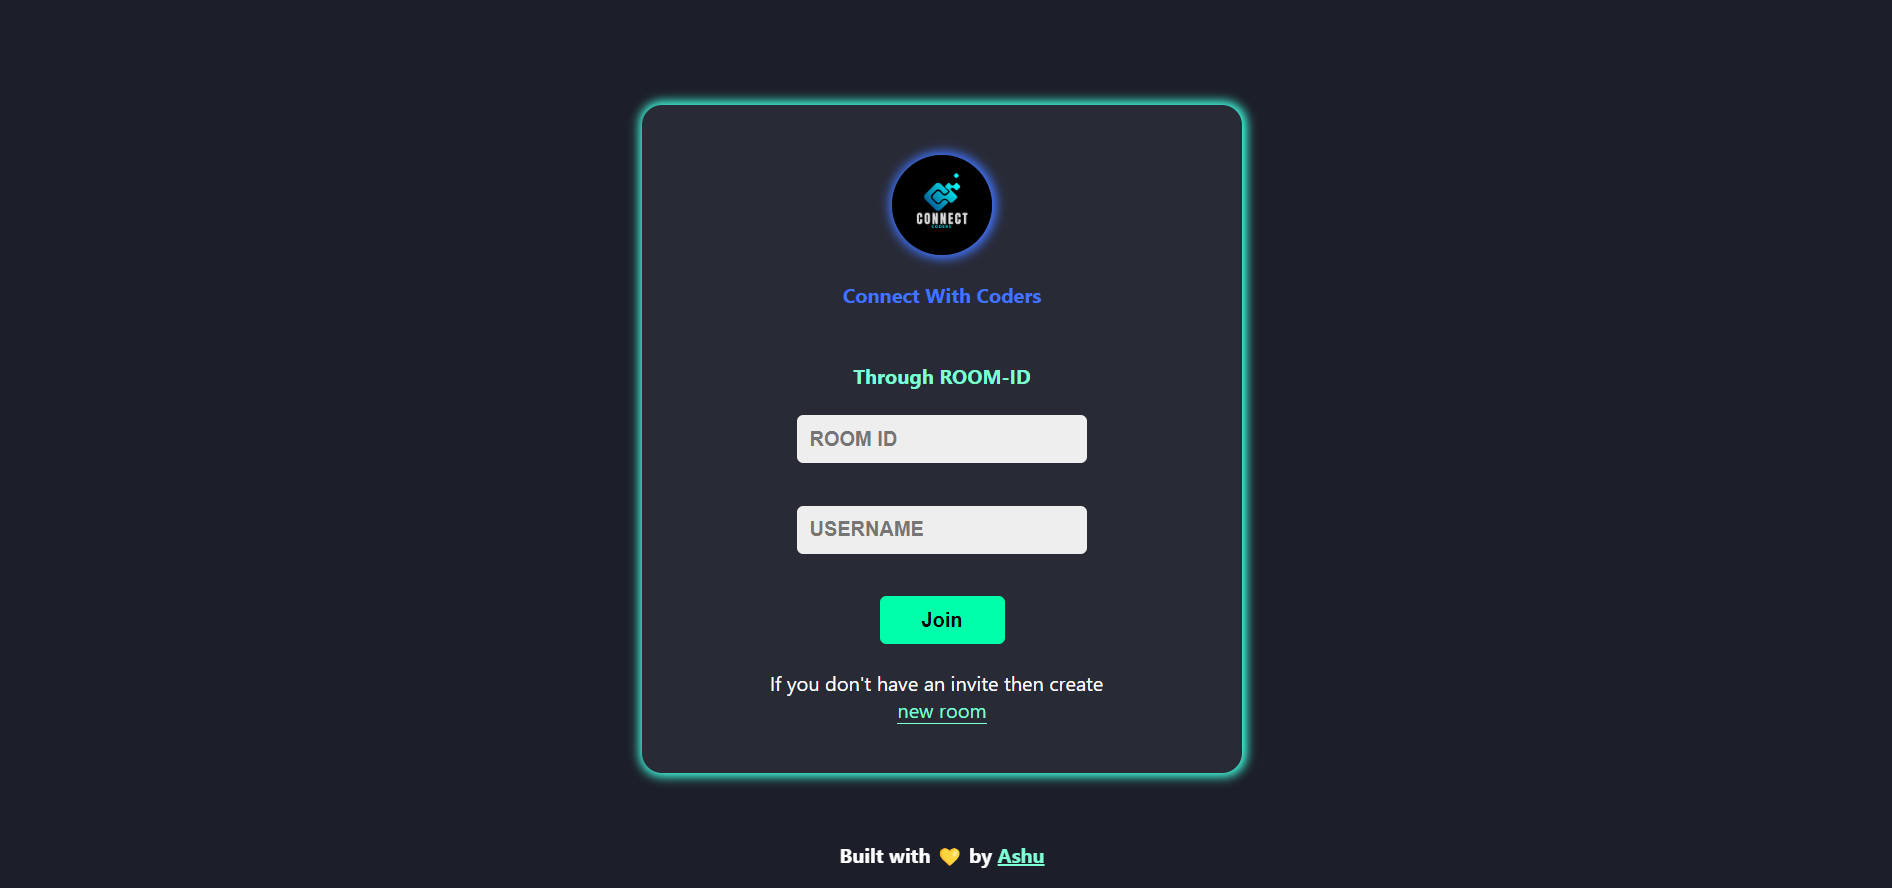 CONNECT
CODERS
Connect With Coders
Through ROOM-ID
ROOM ID
USERNAME
Join
If you don't have an invite then create
new room
Built with 💛 by Ashu